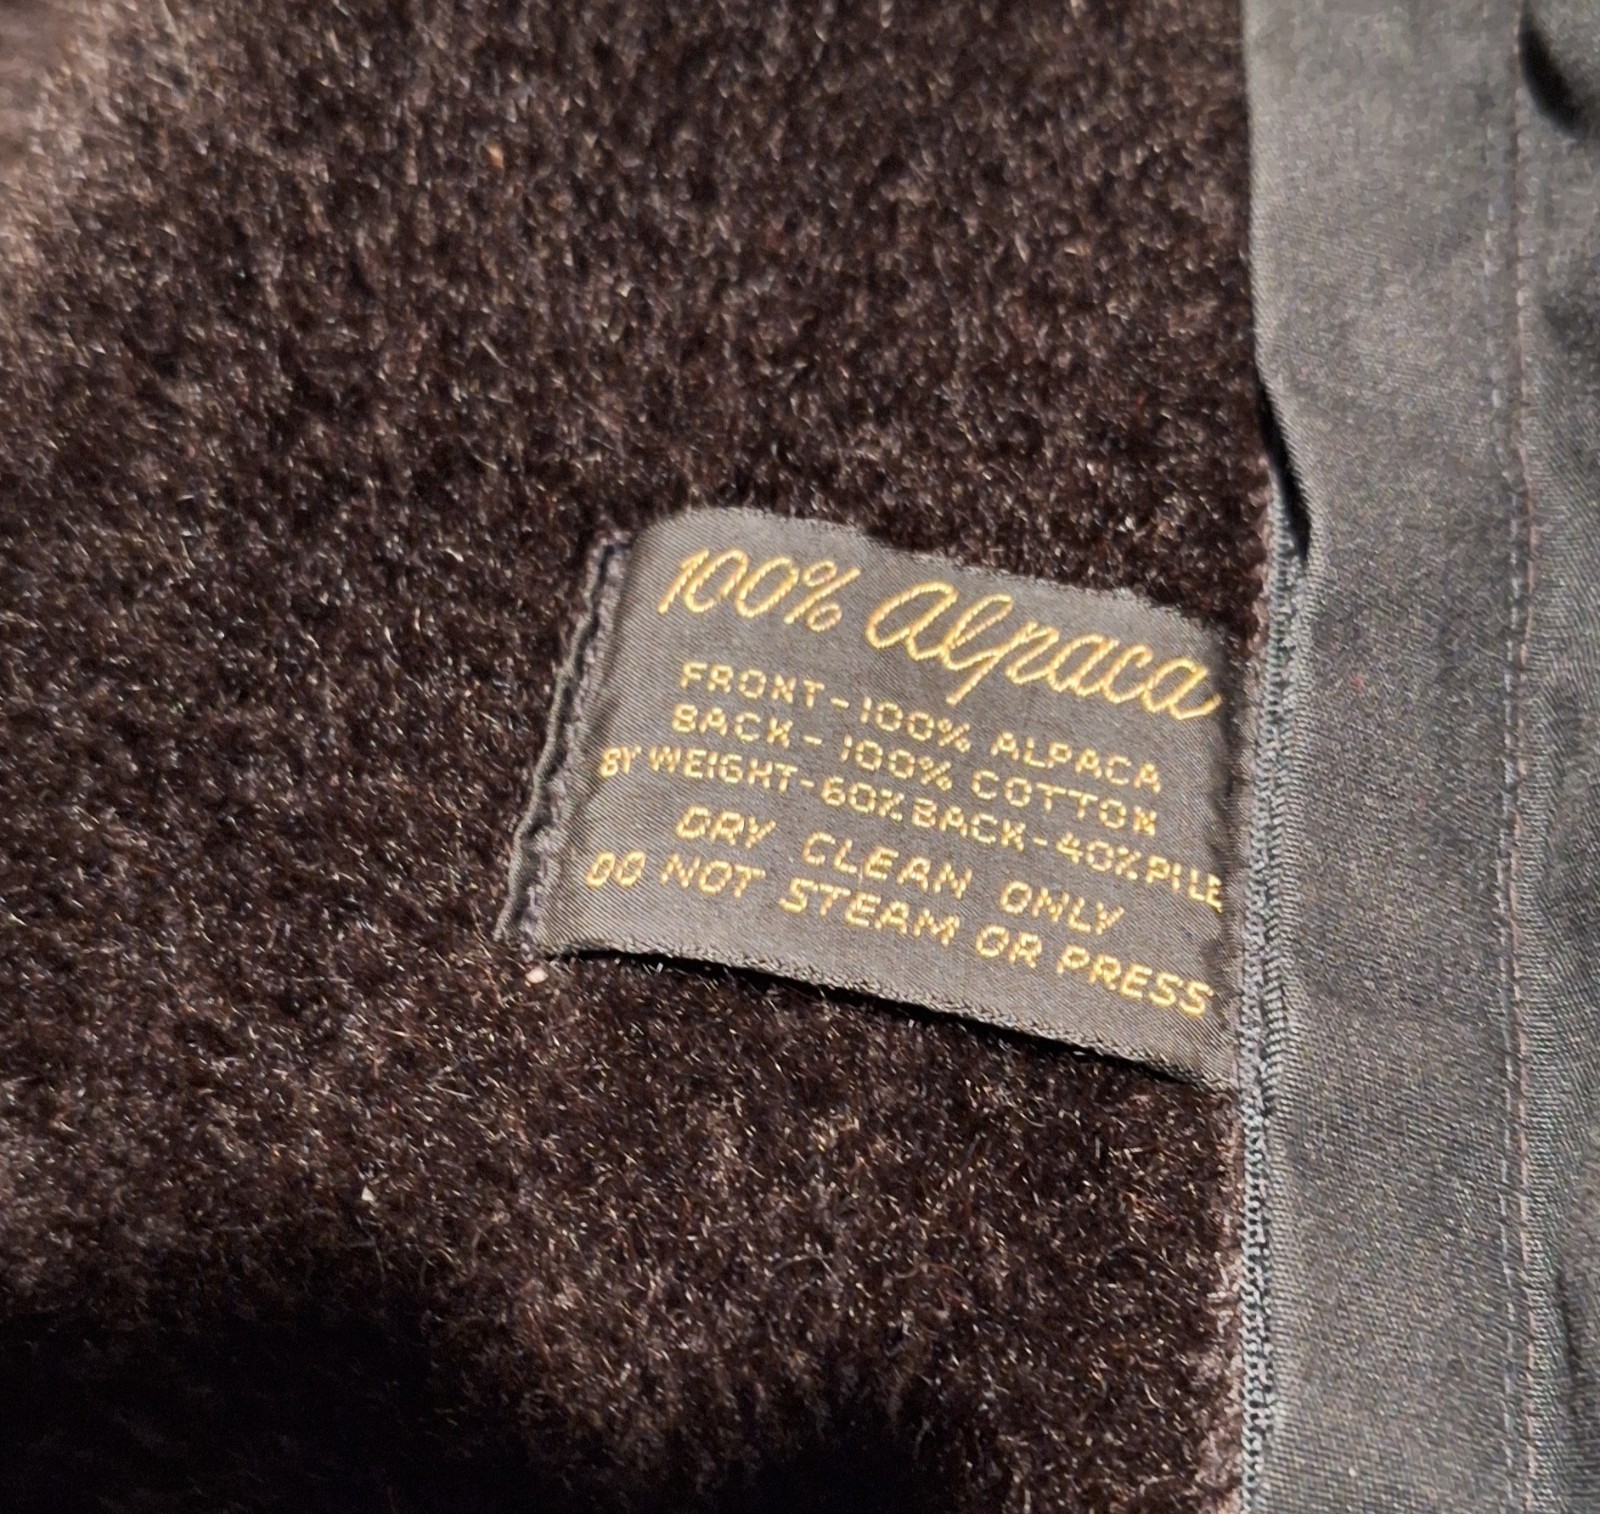 100% Alpaca
FRONT-100% ALPACA
BACK-100% COTTON
BY WEIGHT-60% BACK-40% PILE
DRY CLEAN ONLY
DO NOT STEAM OR PRESS